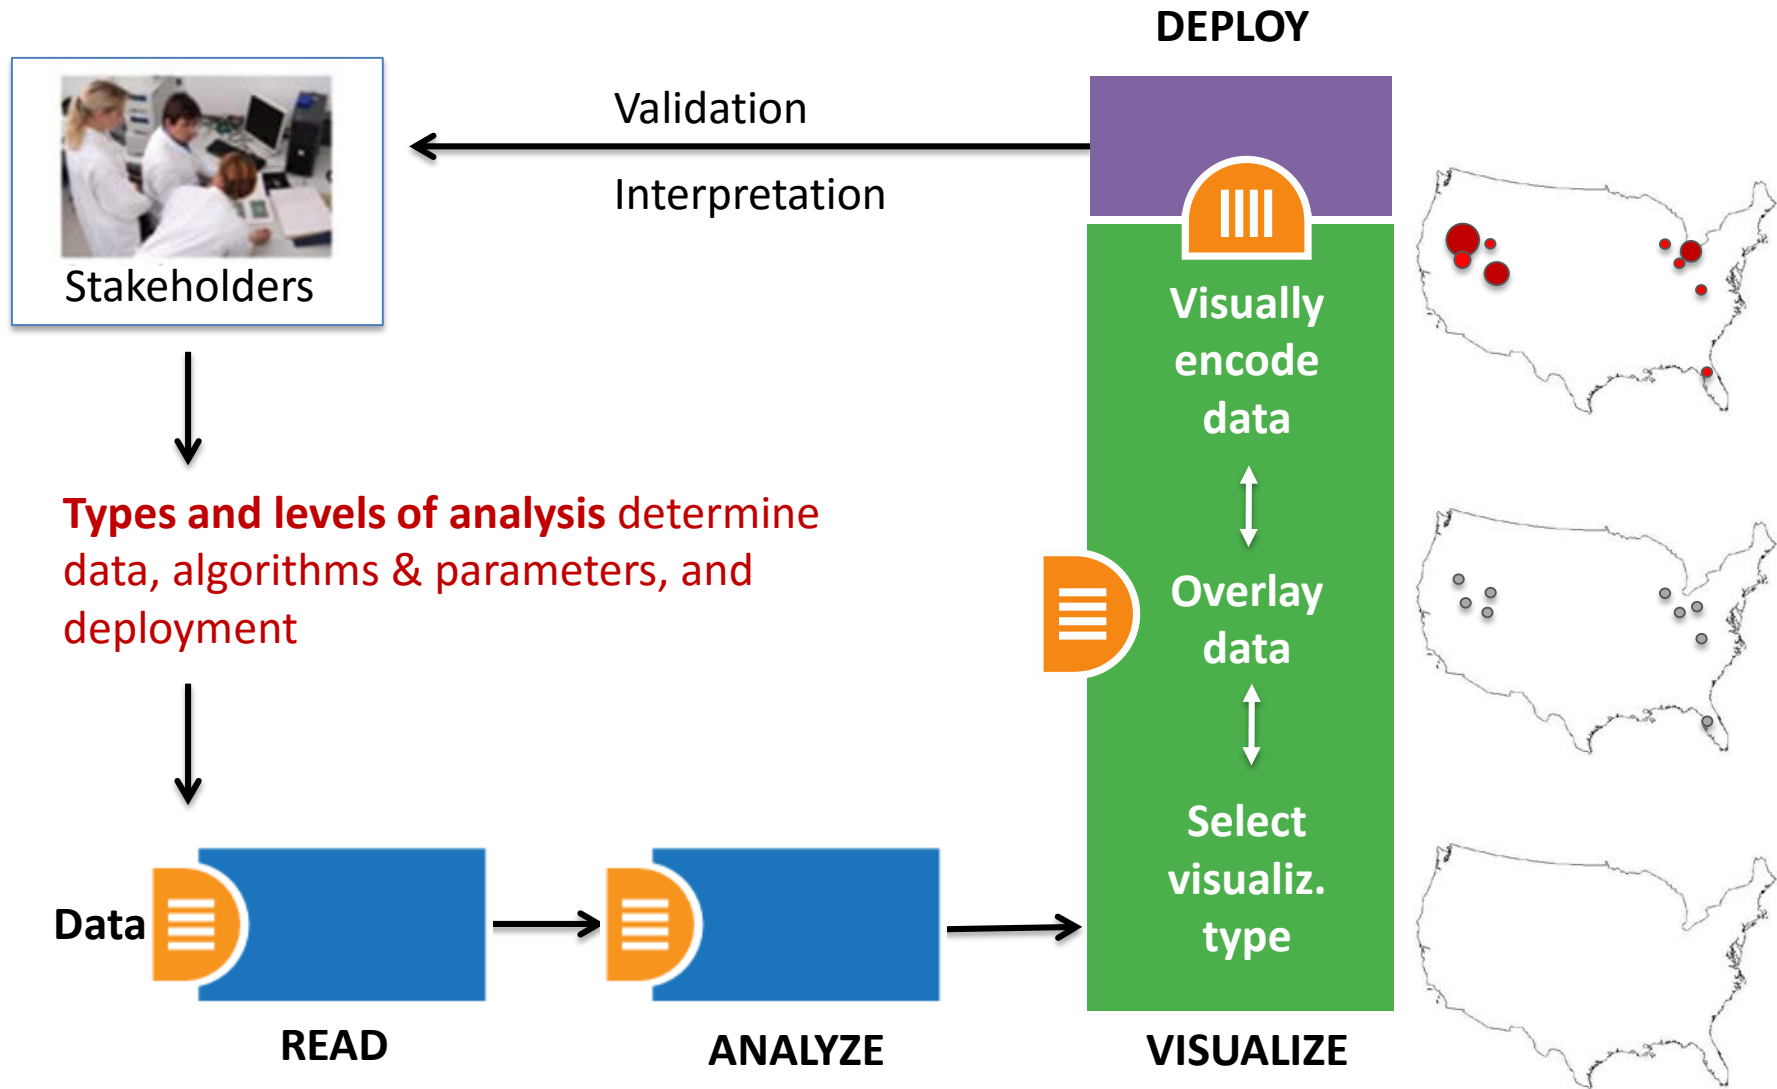 DEPLOY
Validation
Interpretation
Stakeholders
Visually
encode
data
Types and levels of analysis determine
data, algorithms & parameters, and
deployment
Overlay
data
Select
visualiz.
type
Data
READ
ANALYZE
VISUALIZE